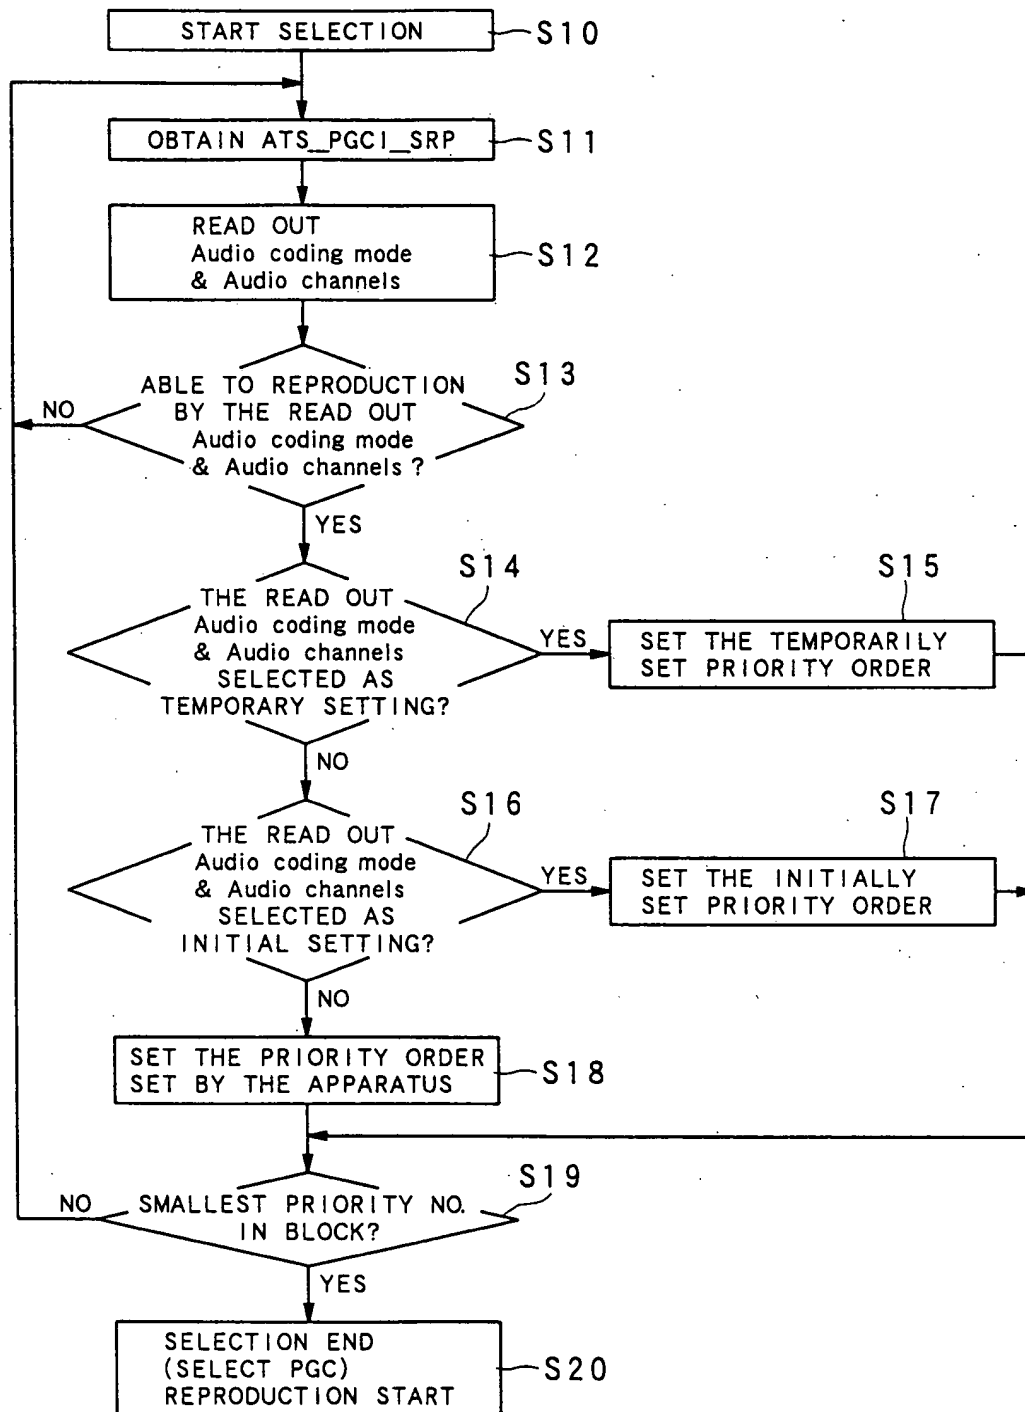 START SELECTION
S10
OBTAIN ATS_PGCI_SRP
S11
READ OUT
Audio coding mode
& Audio channels
S12
ABLE TO REPRODUCTION
BY THE READ OUT
Audio coding mode
& Audio channels ?
S13
NO
YES
THE READ OUT
Audio coding mode
& Audio channels
SELECTED AS
TEMPORARY SETTING?
S14
YES
SET THE TEMPORARILY
SET PRIORITY ORDER
S15
NO
THE READ OUT
Audio coding mode
& Audio channels
SELECTED AS
INITIAL SETTING?
S16
YES
SET THE INITIALLY
SET PRIORITY ORDER
S17
NO
SET THE PRIORITY ORDER
SET BY THE APPARATUS
S18
SMALLEST PRIORITY NO.
IN BLOCK?
S19
NO
YES
SELECTION END
(SELECT PGC)
REPRODUCTION START
S20